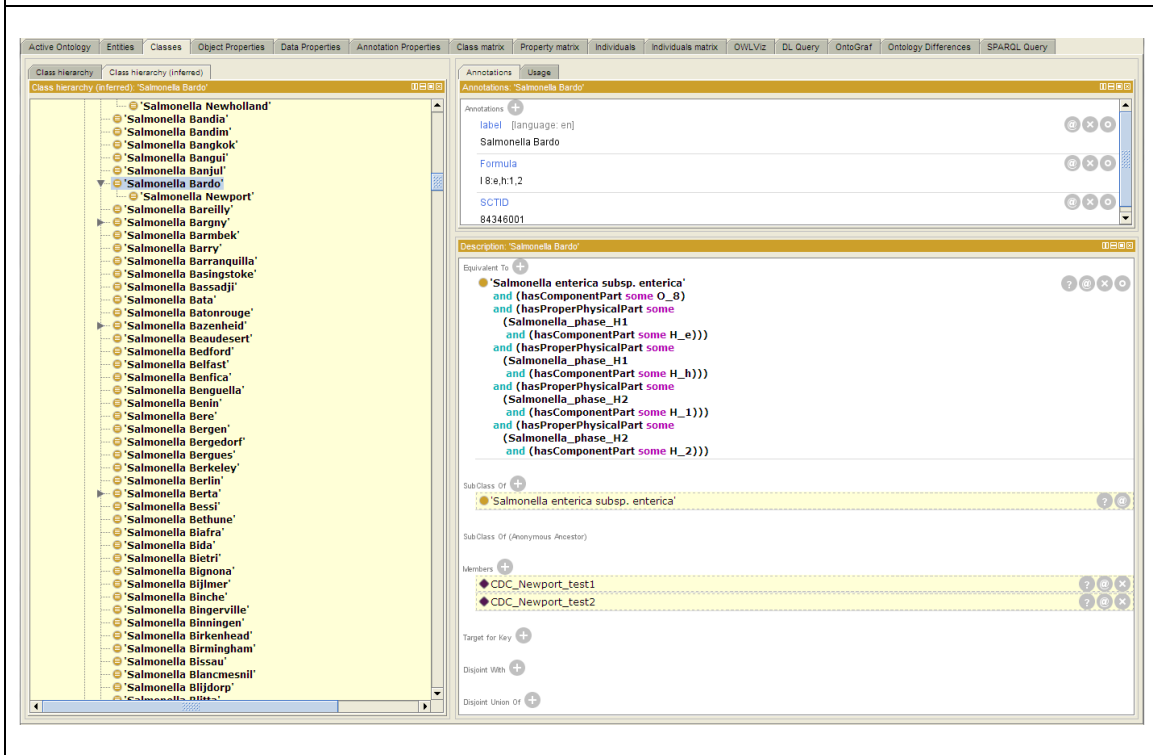 Active Ontology Entities Classes Object Properties Data Properties Annotation Properties Class matrix Property matrix Individuals Individuals matrix OWLViz DL Query OntoGraf Ontology Differences SPARQL Query
Class hierarchy Class hierarchy (inferred)
Class hierarchy (inferred): 'Salmonella Bardo'
'Salmonella Newholland'
'Salmonella Bandia'
'Salmonella Bandim'
'Salmonella Bangkok'
'Salmonella Bangui'
'Salmonella Banjul'
'Salmonella Bardo'
'Salmonella Newport'
'Salmonella Bareilly'
'Salmonella Bargny'
'Salmonella Barmbek'
'Salmonella Barry'
'Salmonella Barranquilla'
'Salmonella Basingstoke'
'Salmonella Bassadji'
'Salmonella Bata'
'Salmonella Batonrouge'
'Salmonella Bazenheid'
'Salmonella Beaudesert'
'Salmonella Bedford'
'Salmonella Belfast'
'Salmonella Benfica'
'Salmonella Benguella'
'Salmonella Benin'
'Salmonella Bere'
'Salmonella Bergen'
'Salmonella Bergedorf'
'Salmonella Bergues'
'Salmonella Berkeley'
'Salmonella Berlin'
'Salmonella Berta'
'Salmonella Bessi'
'Salmonella Bethune'
'Salmonella Biafra'
'Salmonella Bida'
'Salmonella Bietri'
'Salmonella Bignona'
'Salmonella Bijlmer'
'Salmonella Binche'
'Salmonella Bingerville'
'Salmonella Binningen'
'Salmonella Birkenhead'
'Salmonella Birmingham'
'Salmonella Bissau'
'Salmonella Blancmesnil'
'Salmonella Blijdorp'
'Salmonella Blitta'
Annotations Usage
Annotations: 'Salmonella Bardo'
Annotations
label [language: en]
Salmonella Bardo
Formula
I 8:e,h:1,2
SCTID
84346001
Description: 'Salmonella Bardo'
Equivalent To
'Salmonella enterica subsp. enterica'
and (hasComponentPart some O_8)
and (hasProperPhysicalPart some
(Salmonella_phase_H1
and (hasComponentPart some H_e)))
and (hasProperPhysicalPart some
(Salmonella_phase_H1
and (hasComponentPart some H_h)))
and (hasProperPhysicalPart some
(Salmonella_phase_H2
and (hasComponentPart some H_1)))
and (hasProperPhysicalPart some
(Salmonella_phase_H2
and (hasComponentPart some H_2)))
SubClass Of
'Salmonella enterica subsp. enterica'
SubClass Of (Anonymous Ancestor)
Members
CDC_Newport_test1
CDC_Newport_test2
Target for Key
Disjoint With
Disjoint Union Of